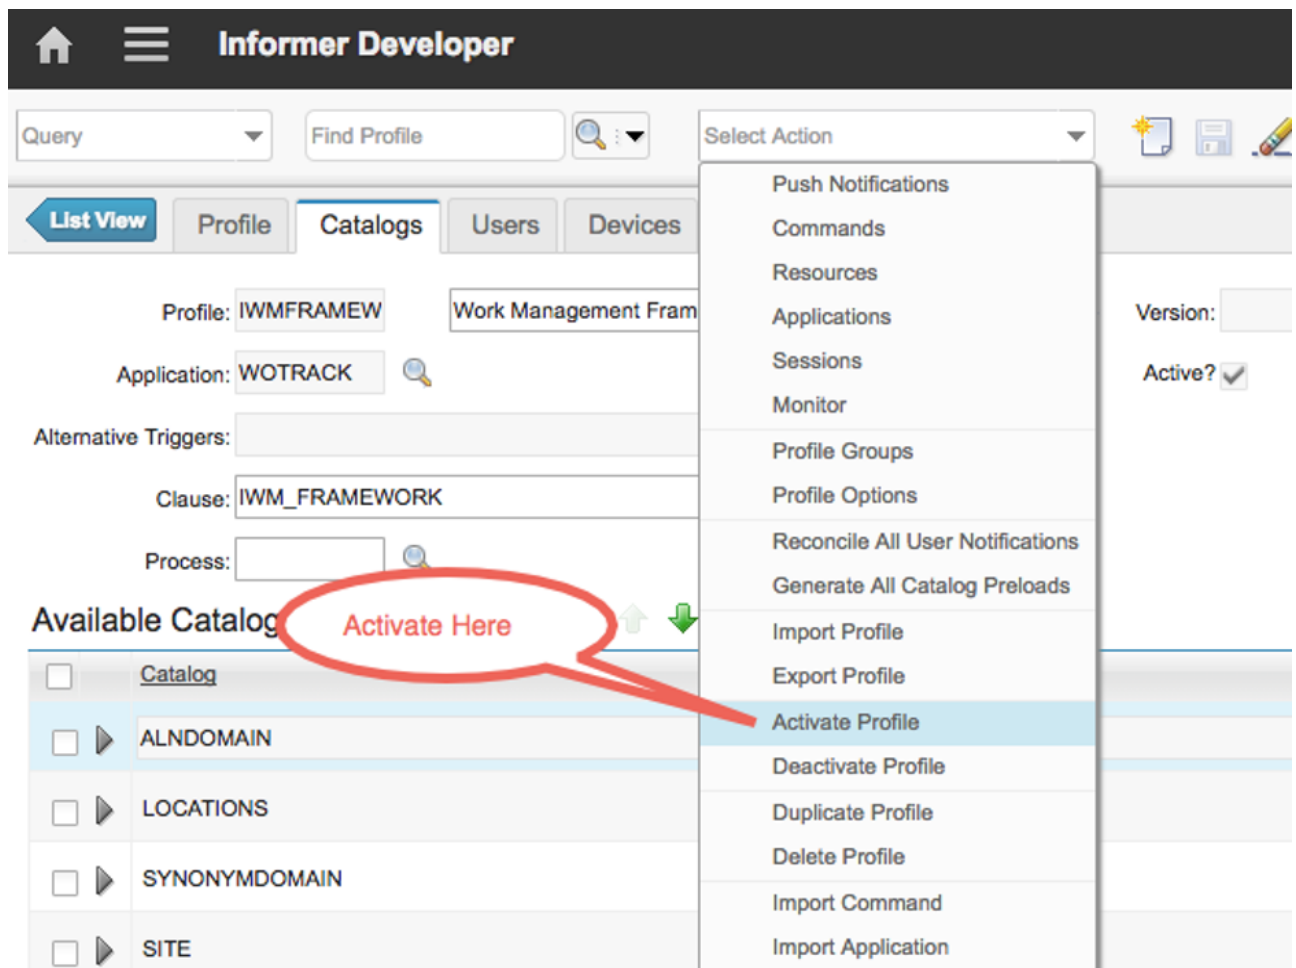 Informer Developer
Query
Find Profile
Select Action
List View
Profile
Catalogs
Users
Devices
Push Notifications
Commands
Resources
Applications
Sessions
Monitor
Profile Groups
Profile Options
Reconcile All User Notifications
Generate All Catalog Preloads
Import Profile
Export Profile
Activate Profile
Deactivate Profile
Duplicate Profile
Delete Profile
Import Command
Import Application
Profile: IWMFRAMEW Work Management Fram
Version:
Application: WOTRACK
Active?
Alternative Triggers:
Clause: IWM_FRAMEWORK
Process:
Available Catalog
Activate Here
Catalog
ALNDOMAIN
LOCATIONS
SYNONYMDOMAIN
SITE